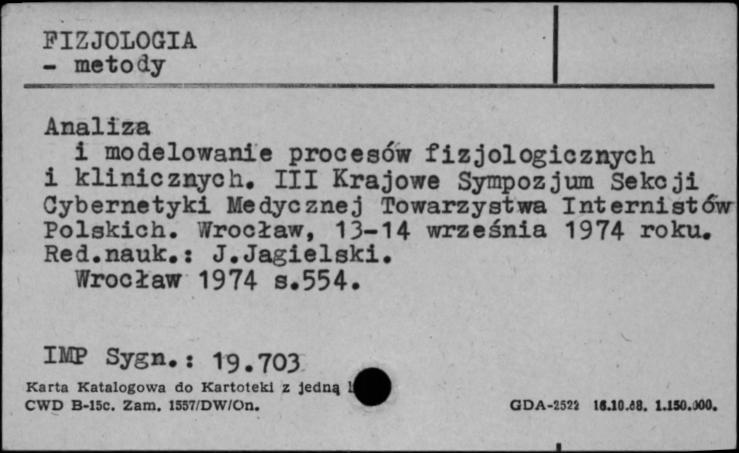 FIZJOLOGIA
- metody
Analiza
i modelowanie procesów fizjologicznych
i klinicznych. III Krajowe Sympozjum Sekcji
Cybernetyki Medycznej Towarzystwa Internistów
Polskich. Wrocław, 13-14 września 1974 roku.
Red.nauk.: J.Jagielski.
Wrocław 1974 s.554.
IMP Sygn.: 19.703
Karta Katalogowa do Kartoteki z jedną
CWD B-15c. Zam. 1557/DW/On.
GDA-2522 16.10.68. 1.150.000.